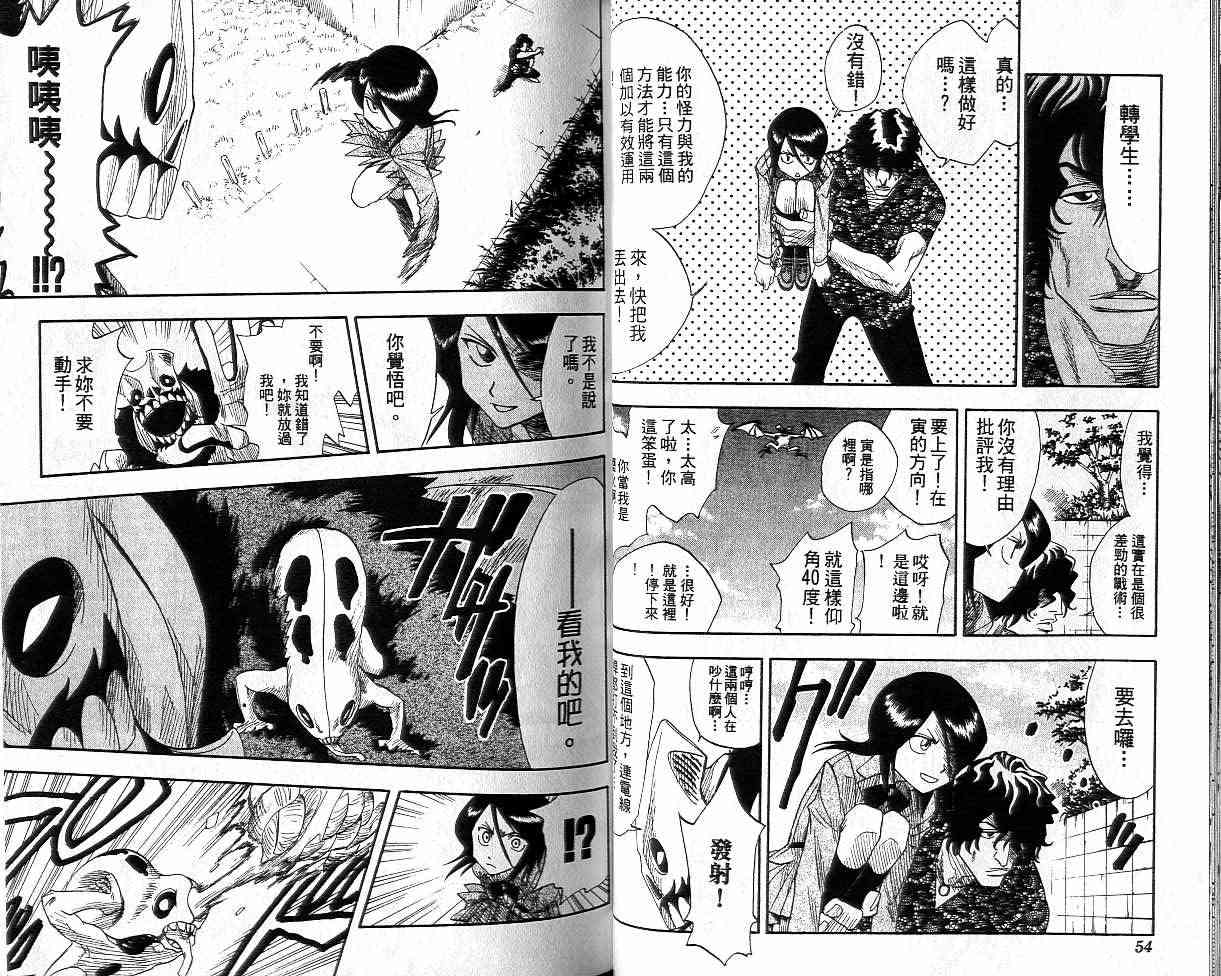 轉學生……
真的…
這樣做好
嗎…?
沒有錯!
你的怪力與我的
能力…只有這個
方法才能將這兩
個加以有效運用
來,快把我
丟出去!
我覺得…
這實在是個很
差勁的戰術…
你沒有理由
批評我!
要上了!在
寅的方向!
寅是指哪
裡啊?
哎呀!就
是這邊啦
!
就這樣仰
角40度!
太…太高
了啦,你
這笨蛋!
你當我是
…很好!
就是這裡
!停下來
!
要去囉…
哼哼…
這兩個人在
吵什麼啊…
到這個地方,連電線
發射!
54
咦咦咦
!!?
我不是說
了嗎。
你覺悟吧。
不要啊!
我知道錯了
,妳就放過
我吧!
求妳不要
動手!
——看我的吧。
!?